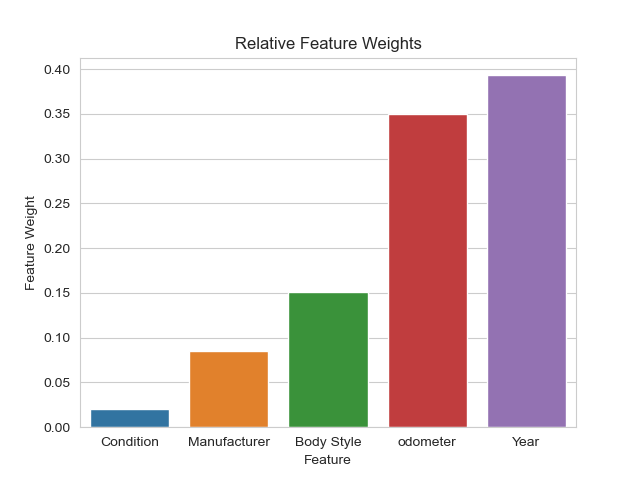 Relative Feature Weights
Feature Weight
0.40
0.35
0.30
0.25
0.20
0.15
0.10
0.05
0.00
Condition Manufacturer Body Style odometer Year
Feature